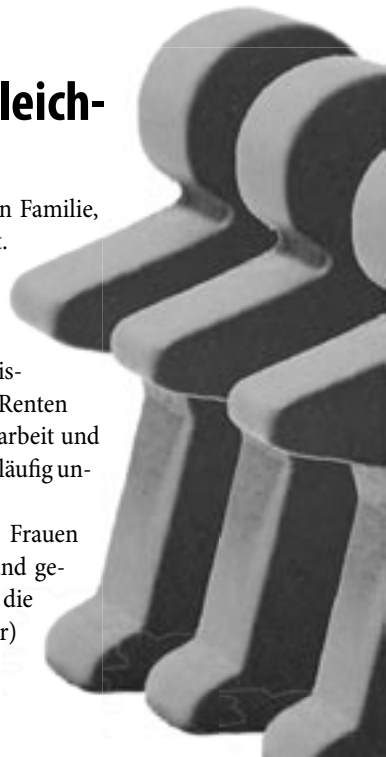 leich-
n Familie,
t.
is-
Renten
arbeit und
läufig un-
Frauen
nd ge-
die
r)